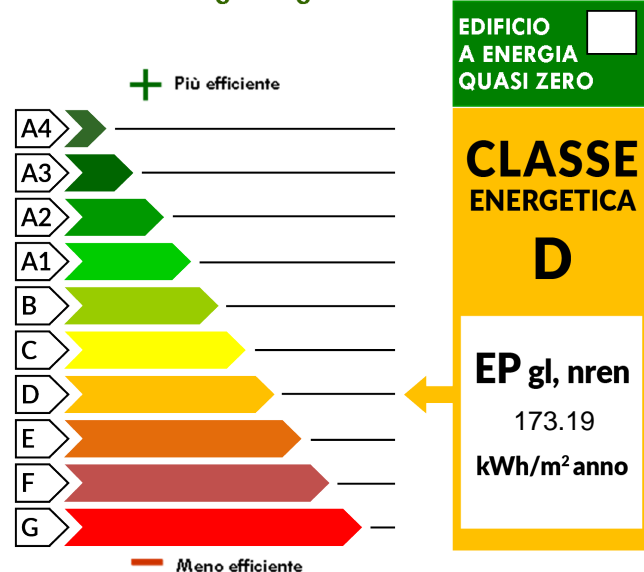 Più efficiente
A4
A3
A2
A1
B
C
D
E
F
G
Meno efficiente
EDIFICIO
A ENERGIA
QUASI ZERO
CLASSE
ENERGETICA
D
EP gl, nren
173.19
kWh/m² anno